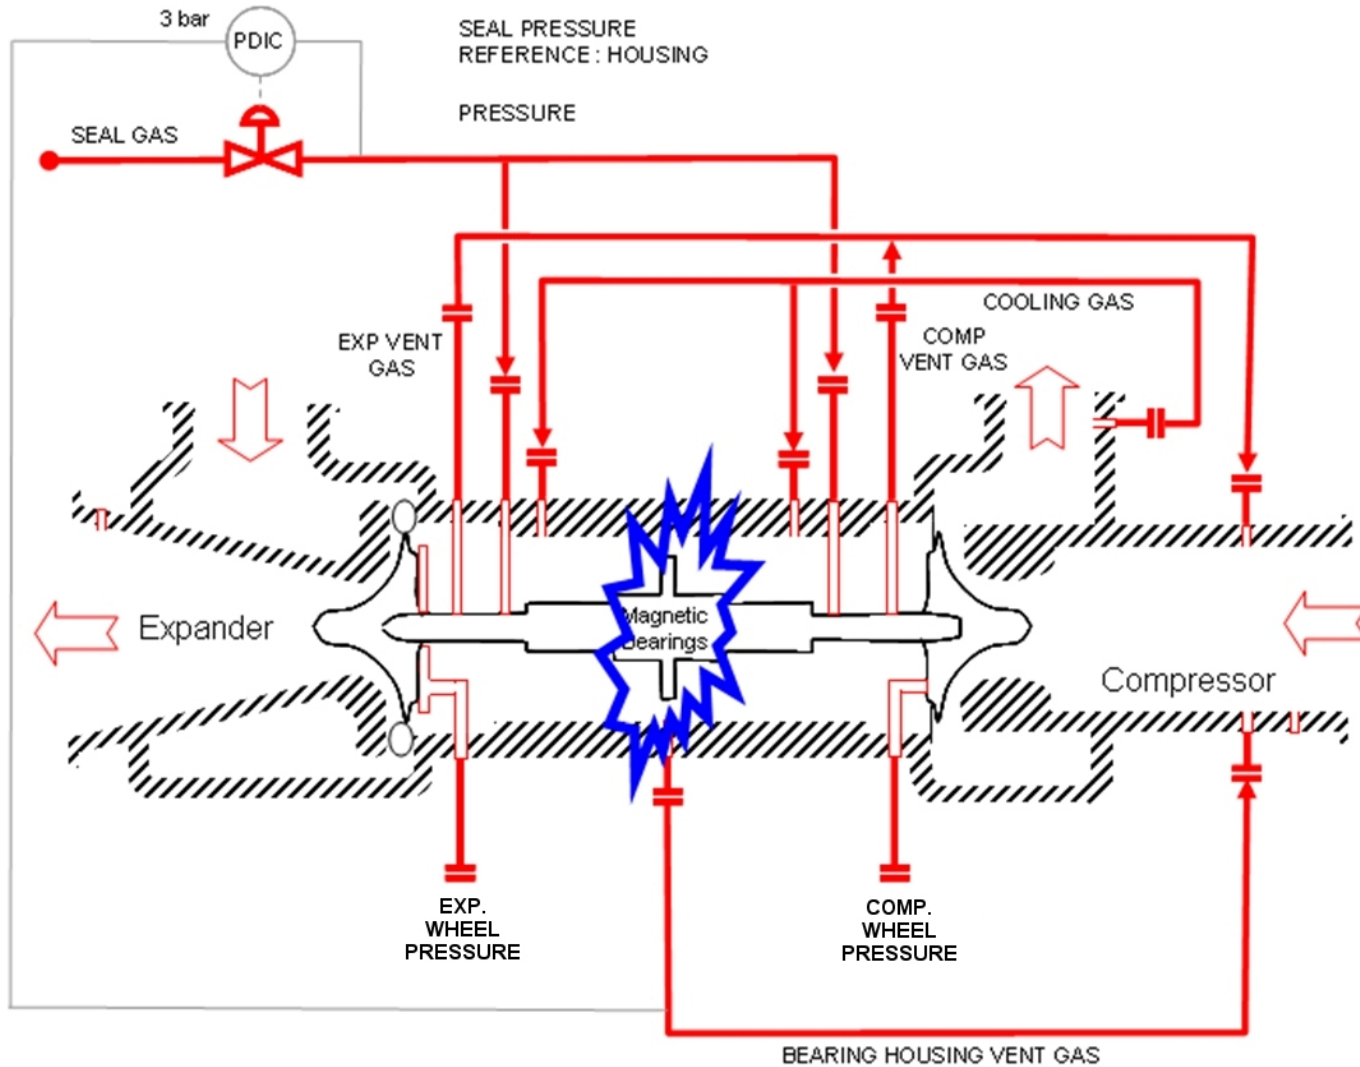 3 bar
PDIC
SEAL PRESSURE
REFERENCE : HOUSING
PRESSURE
SEAL GAS
COOLING GAS
EXP VENT
GAS
COMP
VENT GAS
Magnetic
Bearings
Expander
Compressor
EXP.
WHEEL
PRESSURE
COMP.
WHEEL
PRESSURE
BEARING HOUSING VENT GAS